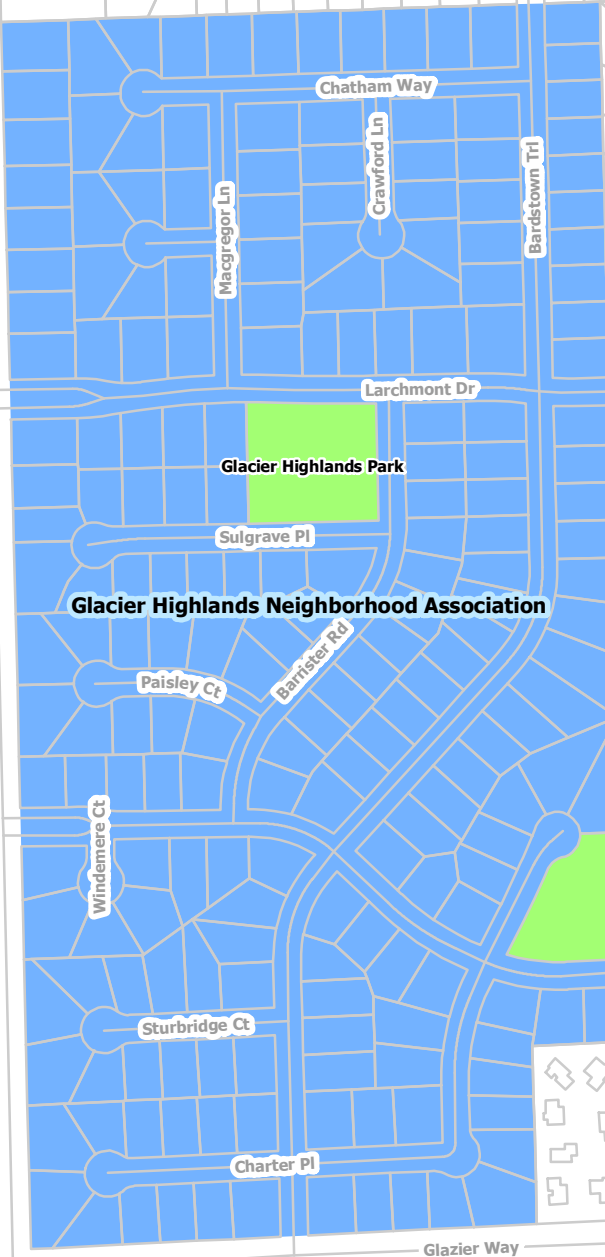 Chatham Way
Crawford Ln
Bardstown Trl
Macgregor Ln
Larchmont Dr
Glacier Highlands Park
Sulgrave Pl
Glacier Highlands Neighborhood Association
Barrister Rd
Paisley Ct
Windemere Ct
Sturbridge Ct
Charter Pl
Glazier Way